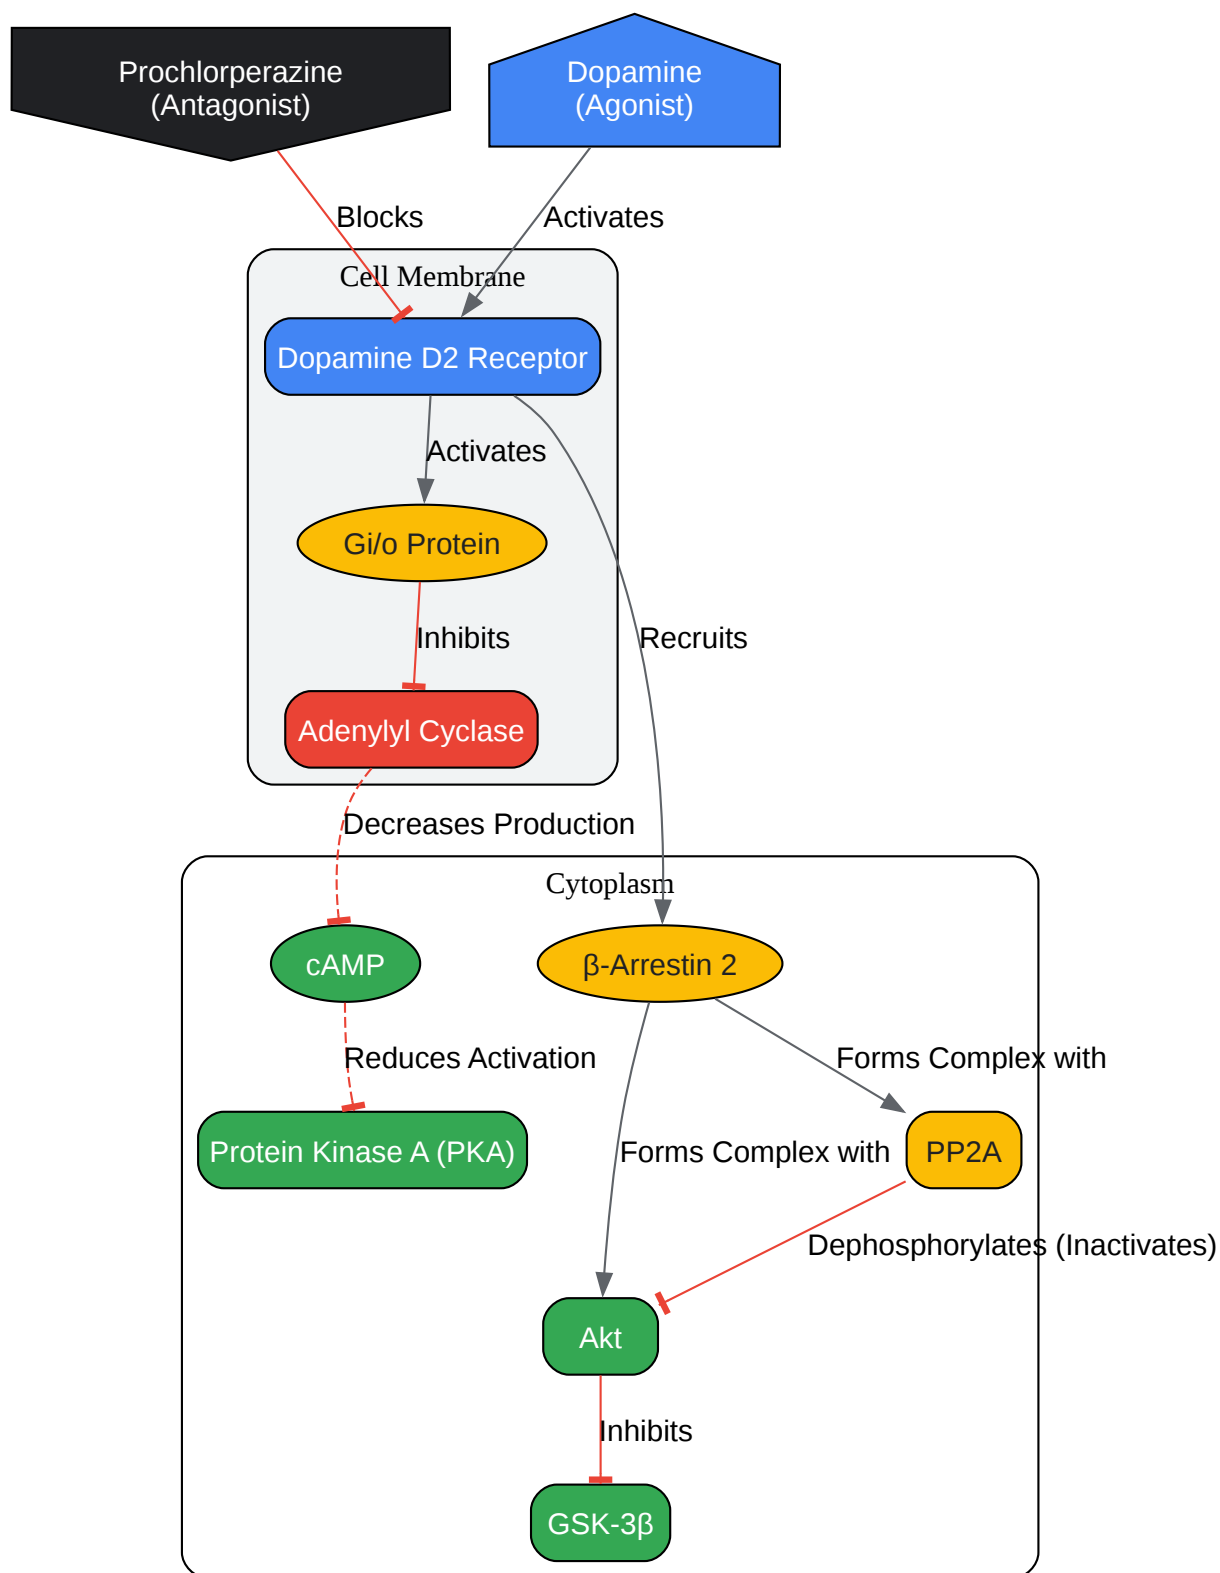 Prochlorperazine
(Antagonist)
Dopamine
(Agonist)
Blocks
Activates
Cell Membrane
Dopamine D2 Receptor
Activates
Gi/o Protein
Inhibits
Recruits
Adenylyl Cyclase
Decreases Production
Cytoplasm
cAMP
β-Arrestin 2
Reduces Activation
Forms Complex with
Protein Kinase A (PKA)
Forms Complex with
PP2A
Dephosphorylates (Inactivates)
Akt
Inhibits
GSK-3β